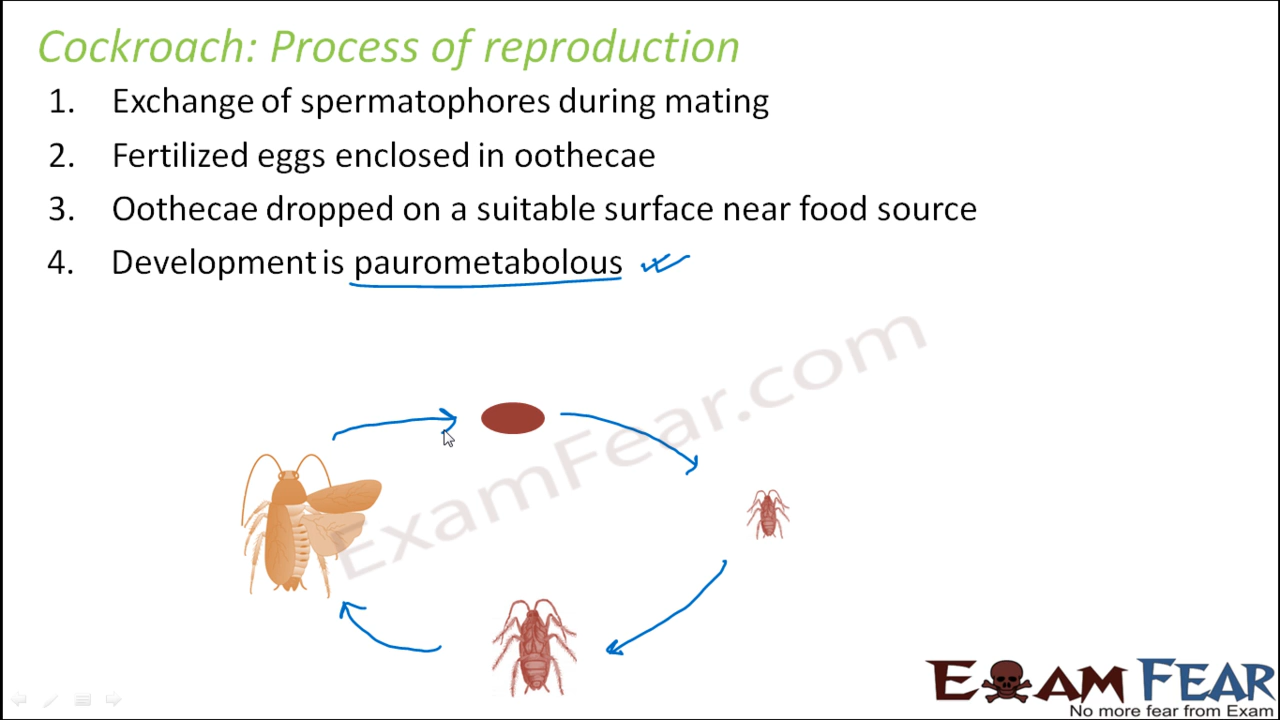 Cockroach: Process of reproduction
1. Exchange of spermatophores during mating
2. Fertilized eggs enclosed in oothecae
3. Oothecae dropped on a suitable surface near food source
4. Development is paurometabolous
ExamFear.com
EXAM FEAR
No more fear from Exam